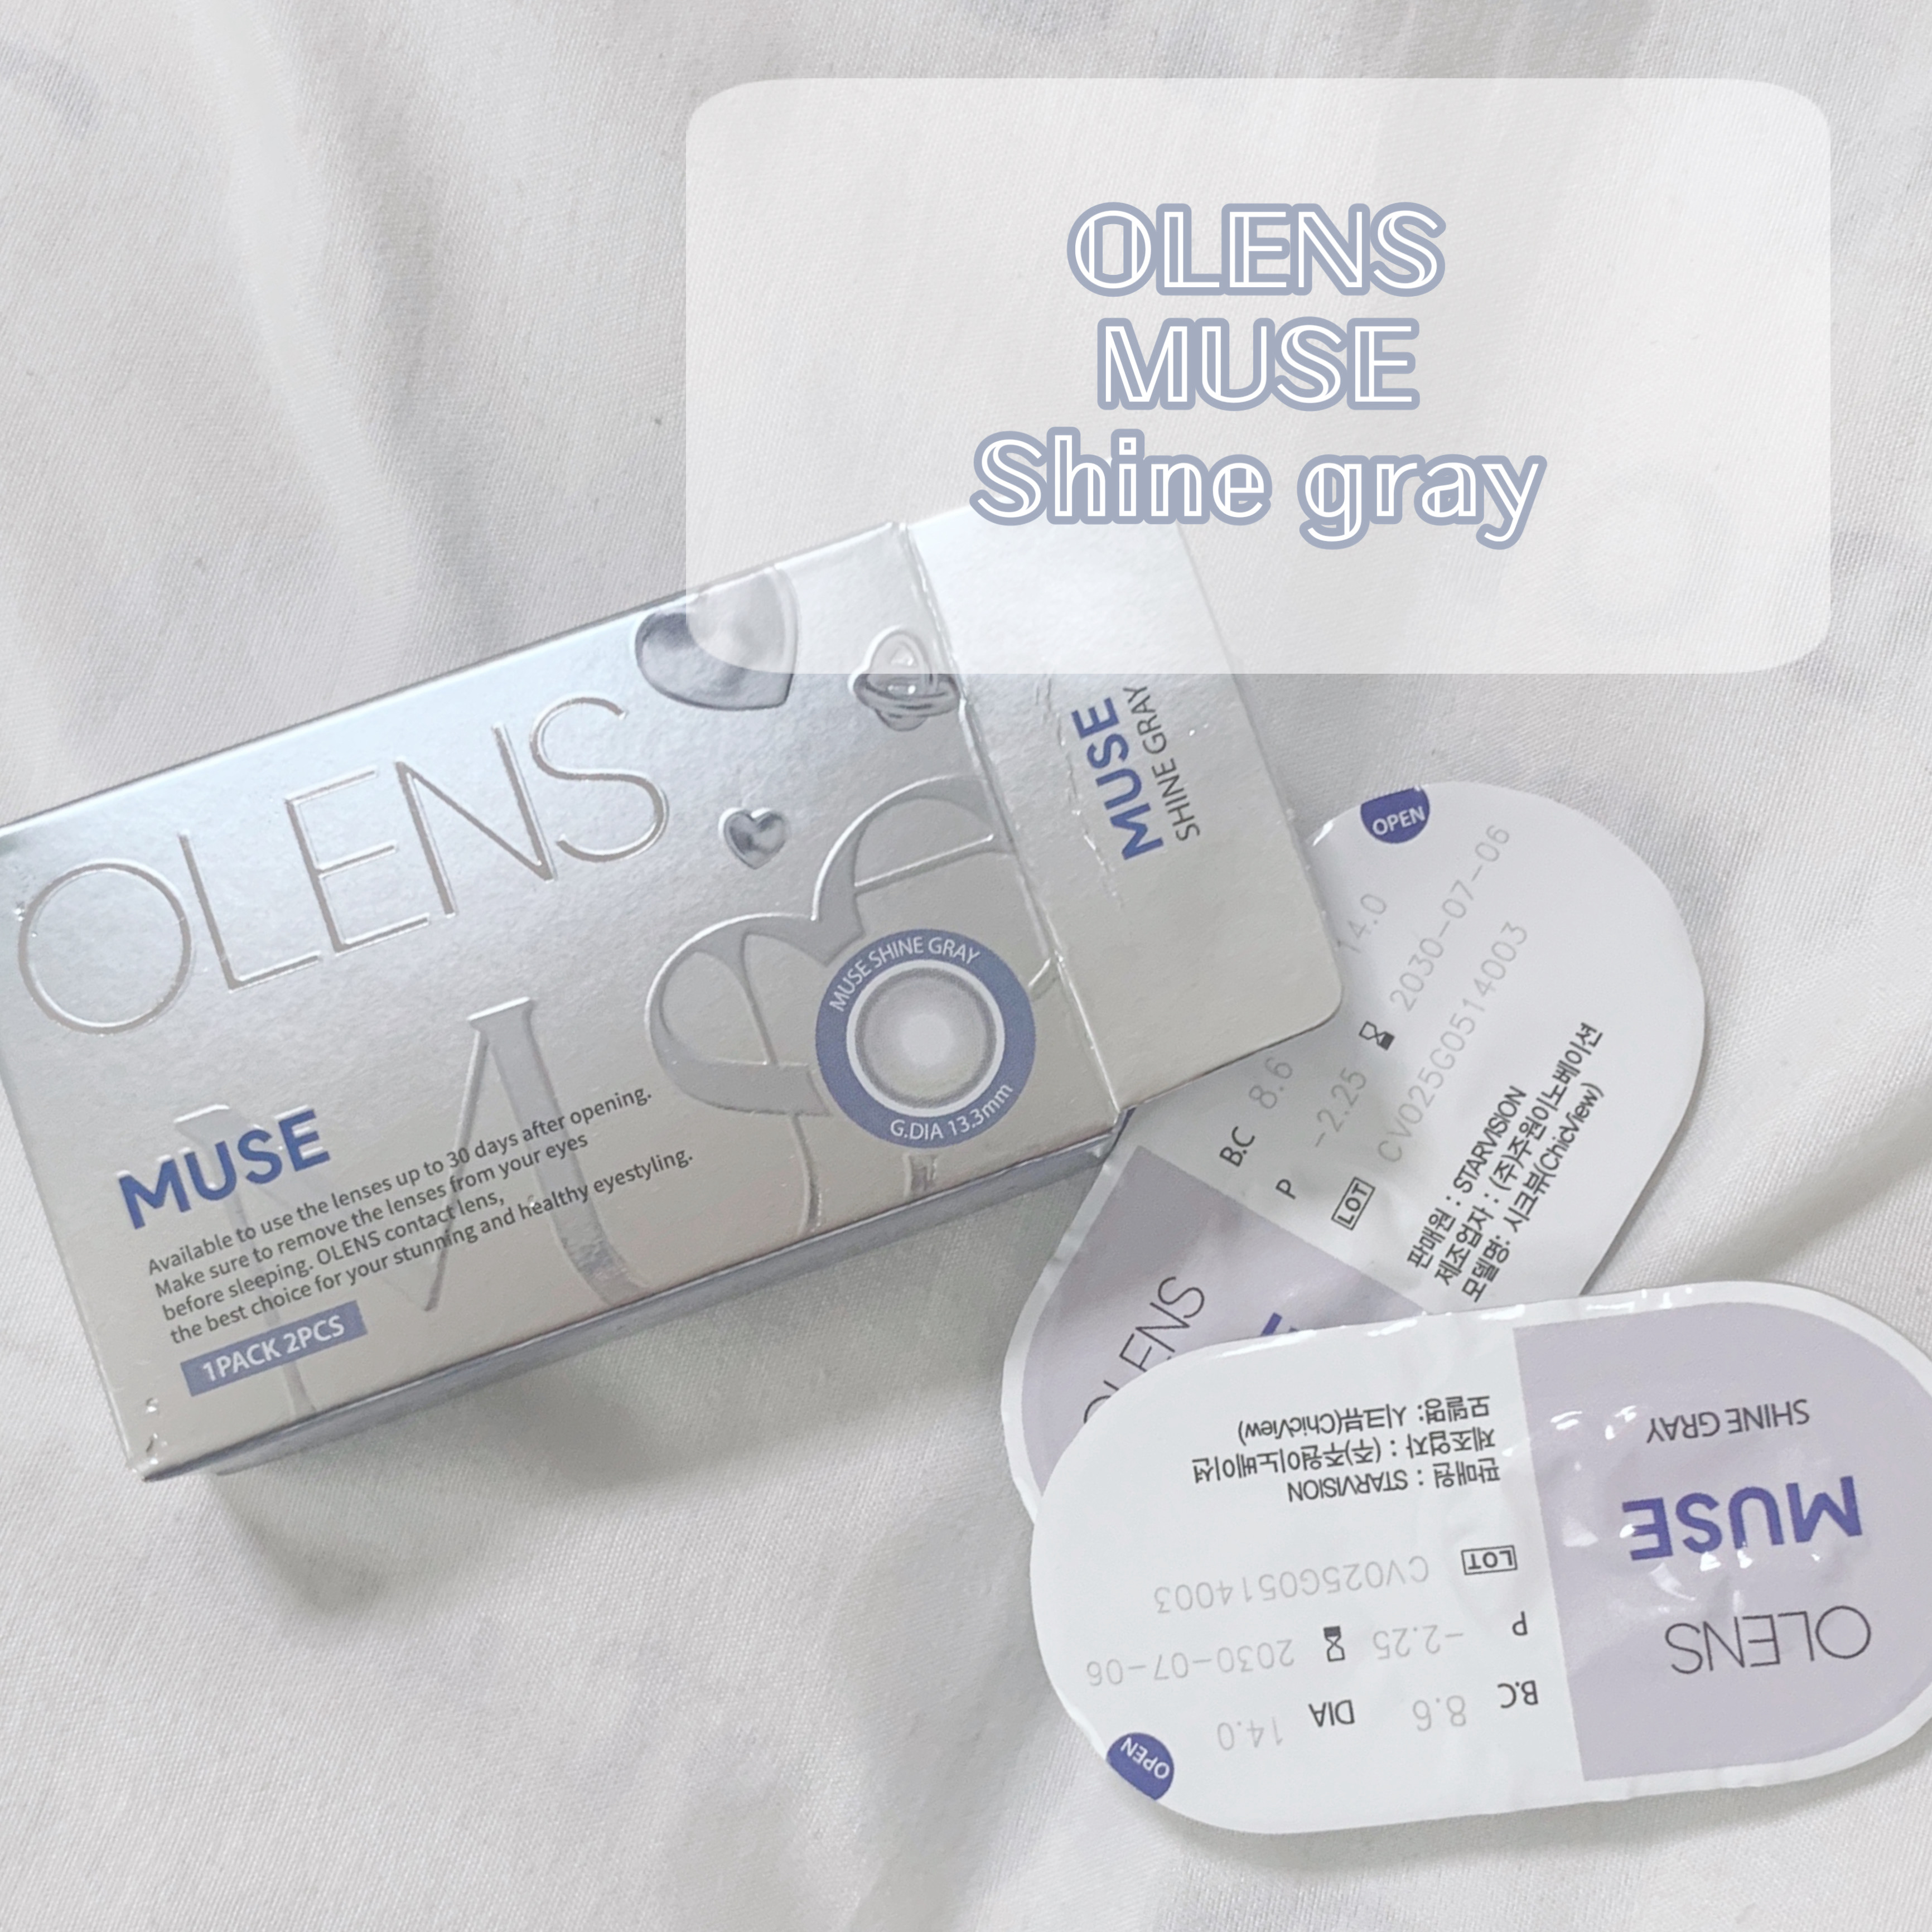 OLENS
MUSE
Shine gray
OLENS
MUSE
MUSE
Available to use the lenses up to 30 days after opening.
Make sure to remove the lenses from your eyes
before sleeping. OLENS contact lens,
the best choice for your stunning and healthy eyestyling.
1PACK 2PCS
MUSE SHINE GRAY
G.DIA 13.3mm
MUSE
SHINE GRAY
OPEN
B.C 8.6 14.0
P -2.25 2030-07-06
LOT CV025G0514003
판매원 : STARVISION
제조업자 : (주)주원이노베이션
모델명: 시크뷰(ChicView)
OLENS
OLENS
MUSE
SHINE GRAY
OPEN
B.C 8.6 DIA 14.0
P -2.25 2030-07-06
LOT CV025G0514003
판매원 : STARVISION
제조업자 : (주)주원이노베이션
모델명: 시크뷰(ChicView)